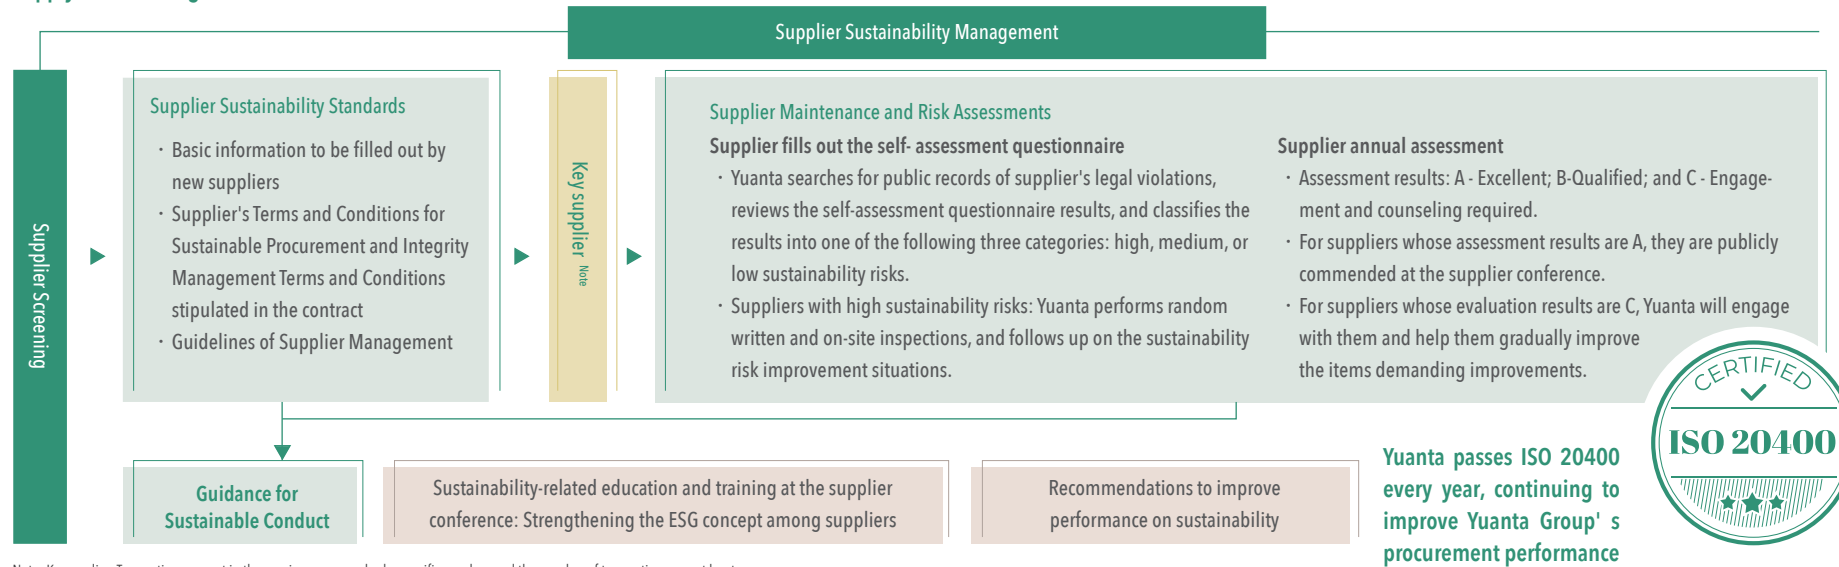 Supplier Sustainability Management
Supplier Screening
Supplier Sustainability Standards
· Basic information to be filled out by
new suppliers
· Supplier's Terms and Conditions for
Sustainable Procurement and Integrity
Management Terms and Conditions
stipulated in the contract
· Guidelines of Supplier Management
Key supplier Note
Supplier Maintenance and Risk Assessments
Supplier fills out the self- assessment questionnaire
· Yuanta searches for public records of supplier's legal violations,
reviews the self-assessment questionnaire results, and classifies the
results into one of the following three categories: high, medium, or
low sustainability risks.
· Suppliers with high sustainability risks: Yuanta performs random
written and on-site inspections, and follows up on the sustainability
risk improvement situations.
Supplier annual assessment
· Assessment results: A - Excellent; B-Qualified; and C - Engage-
ment and counseling required.
· For suppliers whose assessment results are A, they are publicly
commended at the supplier conference.
· For suppliers whose evaluation results are C, Yuanta will engage
with them and help them gradually improve
the items demanding improvements.
Guidance for
Sustainable Conduct
Sustainability-related education and training at the supplier
conference: Strengthening the ESG concept among suppliers
Recommendations to improve
performance on sustainability
Yuanta passes ISO 20400
every year, continuing to
improve Yuanta Group' s
procurement performance
CERTIFIED
ISO 20400